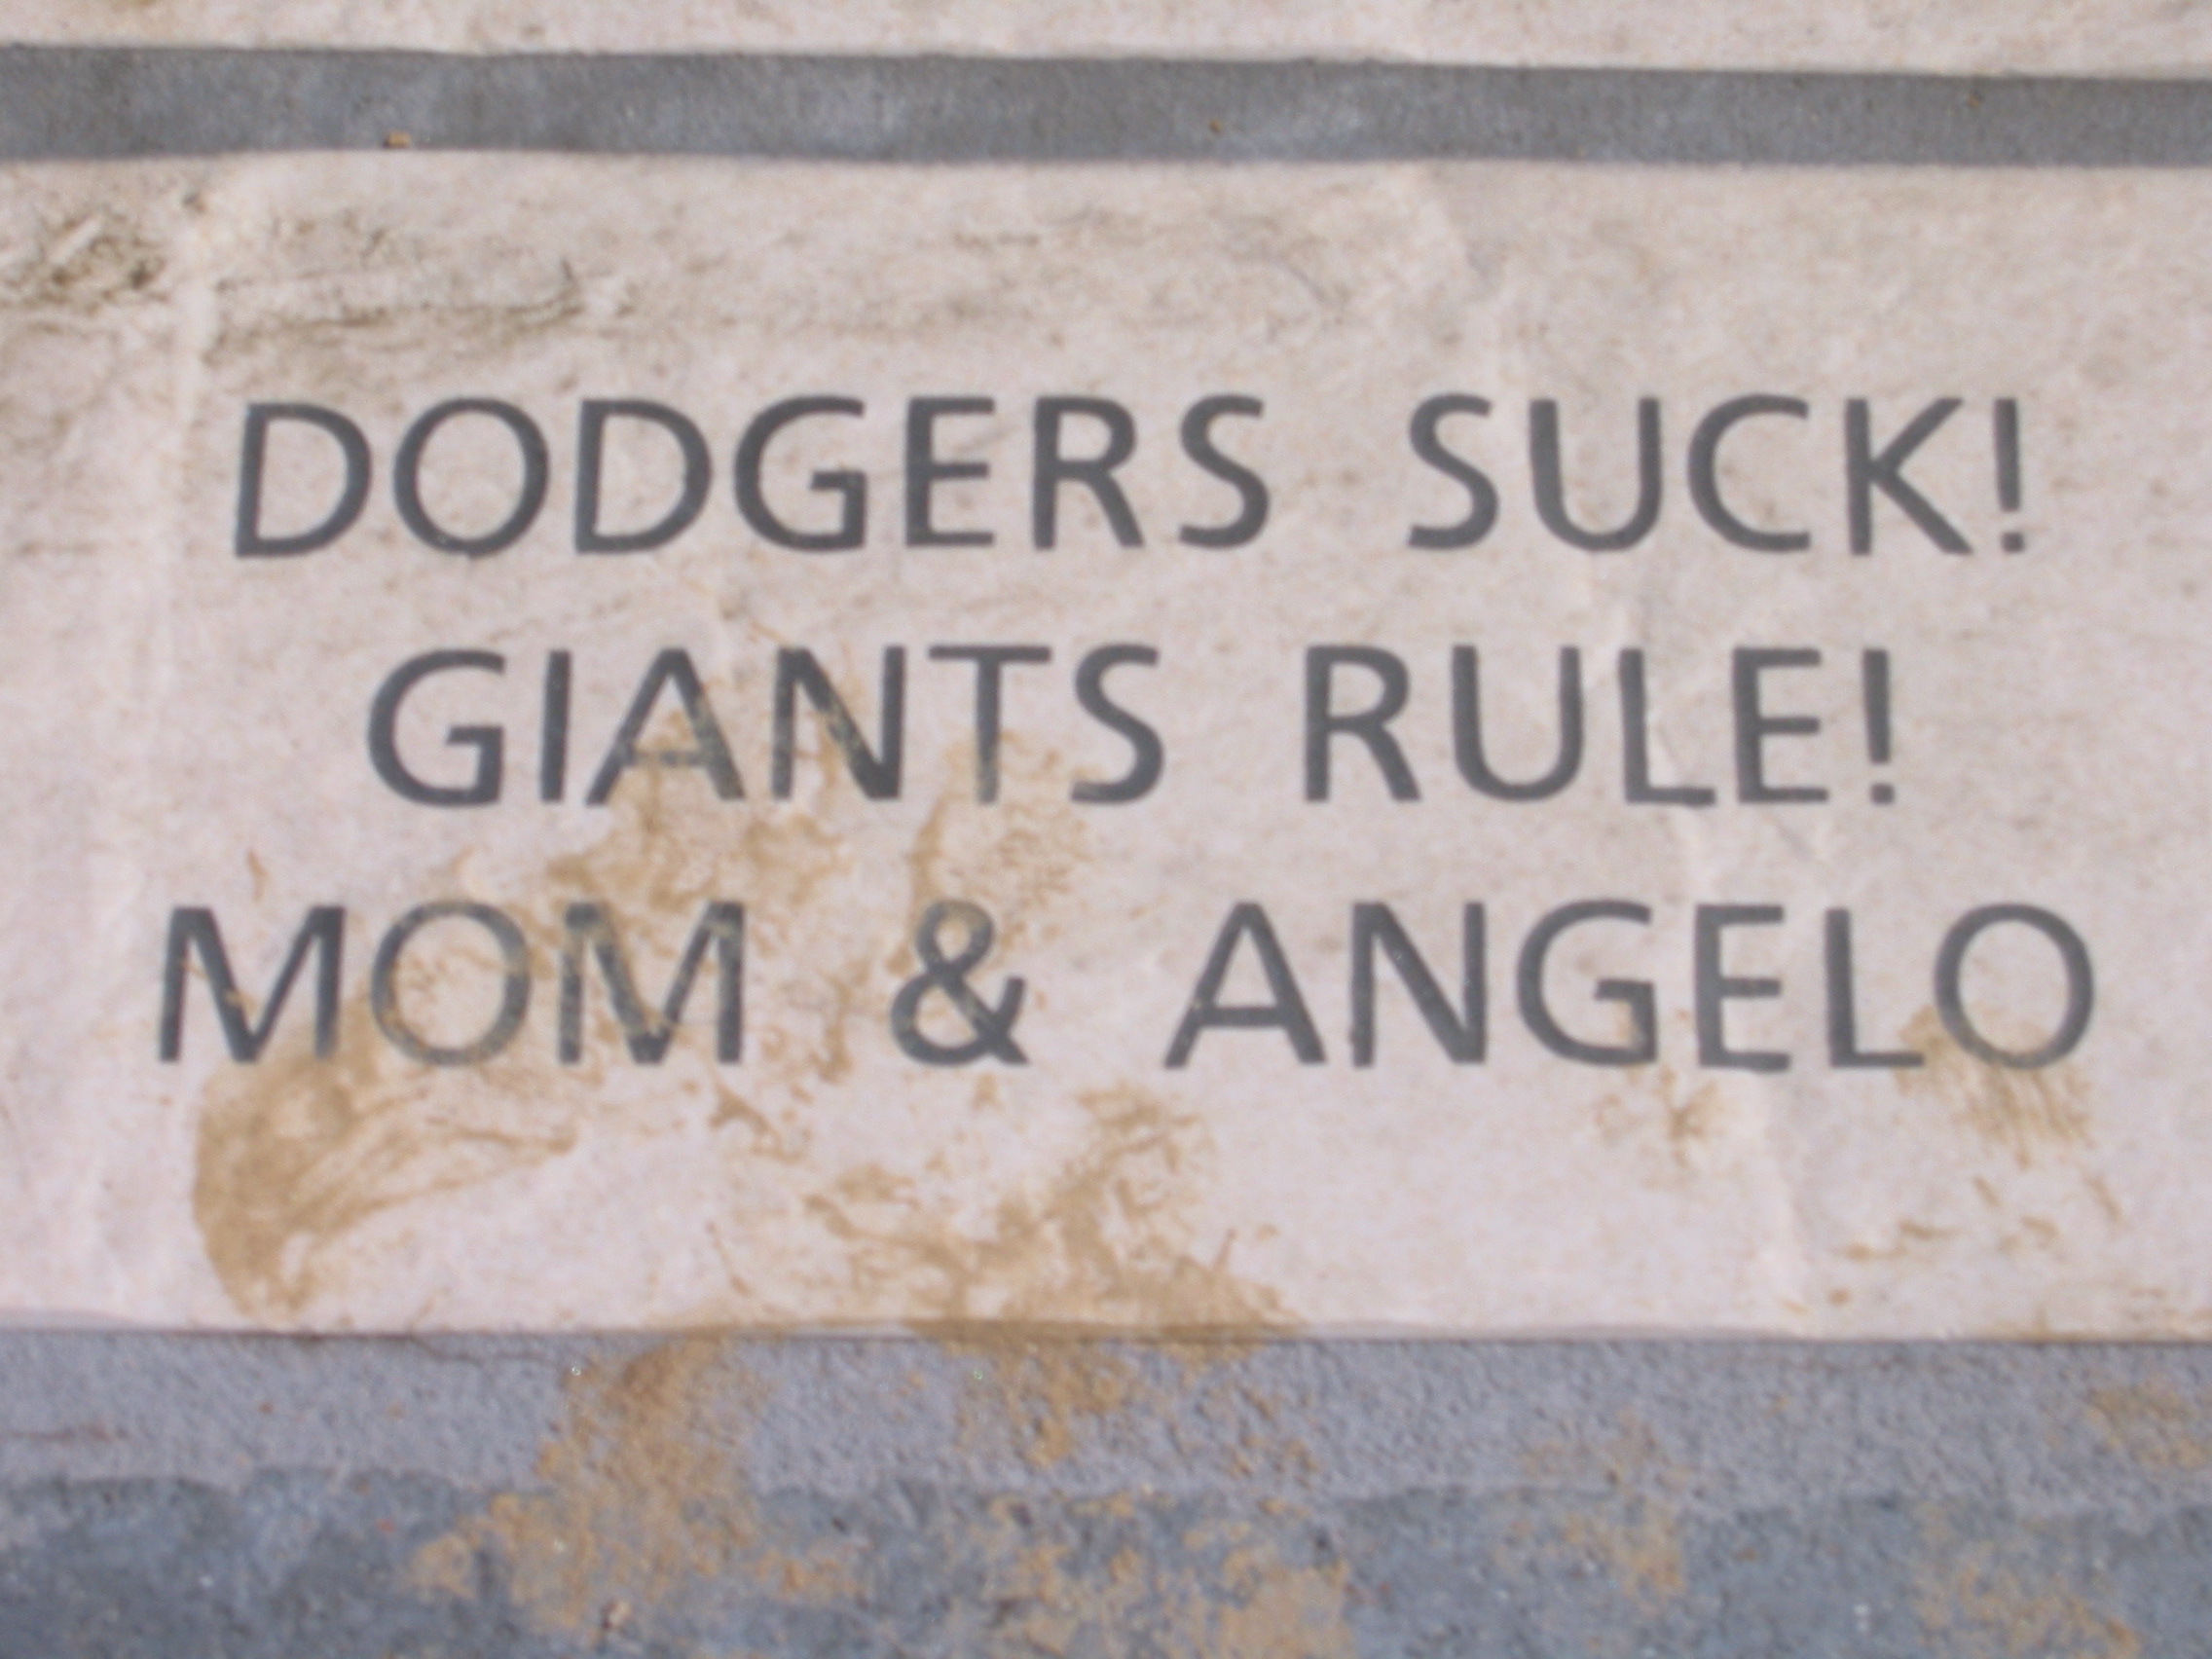 DODGERS SUCK!
GIANTS RULE!
MOM & ANGELO